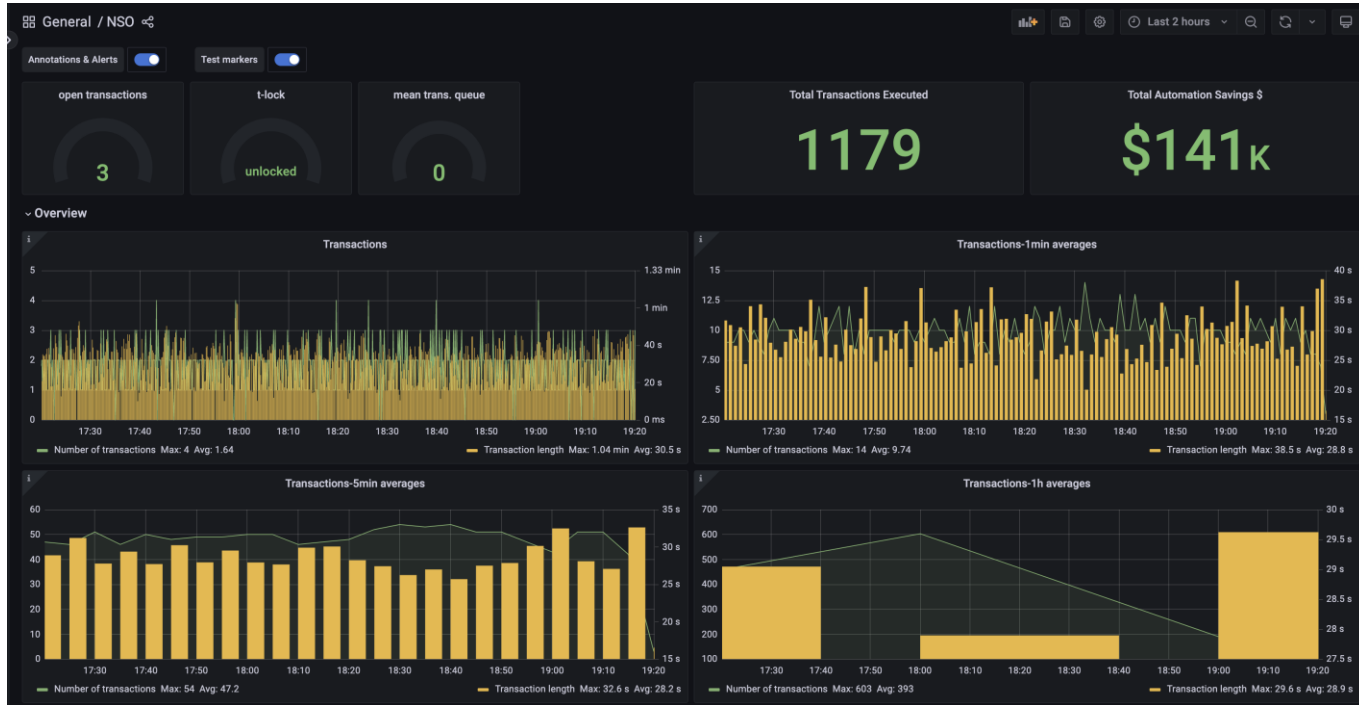 General / NSO
Last 2 hours
Annotations & Alerts
Test markers
open transactions
3
t-lock
unlocked
mean trans. queue
0
Total Transactions Executed
1179
Total Automation Savings $
$141K
Overview
i
Transactions
5
4
3
2
1
0
1.33 min
1 min
40 s
20 s
0 ms
17:30 17:40 17:50 18:00 18:10 18:20 18:30 18:40 18:50 19:00 19:10 19:20
Number of transactions Max: 4 Avg: 1.64
Transaction length Max: 1.04 min Avg: 30.5 s
i
Transactions-1min averages
15
12.5
10
7.50
5
2.50
40 s
35 s
30 s
25 s
20 s
15 s
17:30 17:40 17:50 18:00 18:10 18:20 18:30 18:40 18:50 19:00 19:10 19:20
Number of transactions Max: 14 Avg: 9.74
Transaction length Max: 38.5 s Avg: 28.8 s
i
Transactions-5min averages
60
50
40
30
20
10
0
35 s
30 s
25 s
20 s
15 s
17:30 17:40 17:50 18:00 18:10 18:20 18:30 18:40 18:50 19:00 19:10 19:20
Number of transactions Max: 54 Avg: 47.2
Transaction length Max: 32.6 s Avg: 28.2 s
i
Transactions-1h averages
700
600
500
400
300
200
100
30 s
29.5 s
29 s
28.5 s
28 s
27.5 s
17:30 17:40 17:50 18:00 18:10 18:20 18:30 18:40 18:50 19:00 19:10 19:20
Number of transactions Max: 603 Avg: 393
Transaction length Max: 29.6 s Avg: 28.9 s